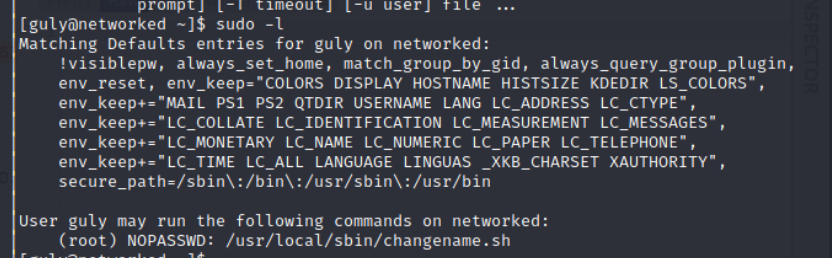 prompt] [-T timeout] [-u user] file ...
[guly@networked ~]$ sudo -l
Matching Defaults entries for guly on networked:
    !visiblepw, always_set_home, match_group_by_gid, always_query_group_plugin,
    env_reset, env_keep="COLORS DISPLAY HOSTNAME HISTSIZE KDEDIR LS_COLORS",
    env_keep+="MAIL PS1 PS2 QTDIR USERNAME LANG LC_ADDRESS LC_CTYPE",
    env_keep+="LC_COLLATE LC_IDENTIFICATION LC_MEASUREMENT LC_MESSAGES",
    env_keep+="LC_MONETARY LC_NAME LC_NUMERIC LC_PAPER LC_TELEPHONE",
    env_keep+="LC_TIME LC_ALL LANGUAGE LINGUAS _XKB_CHARSET XAUTHORITY",
    secure_path=/sbin\:/bin\:/usr/sbin\:/usr/bin

User guly may run the following commands on networked:
    (root) NOPASSWD: /usr/local/sbin/changename.sh
[guly@networked ~]$
NSPECTOR